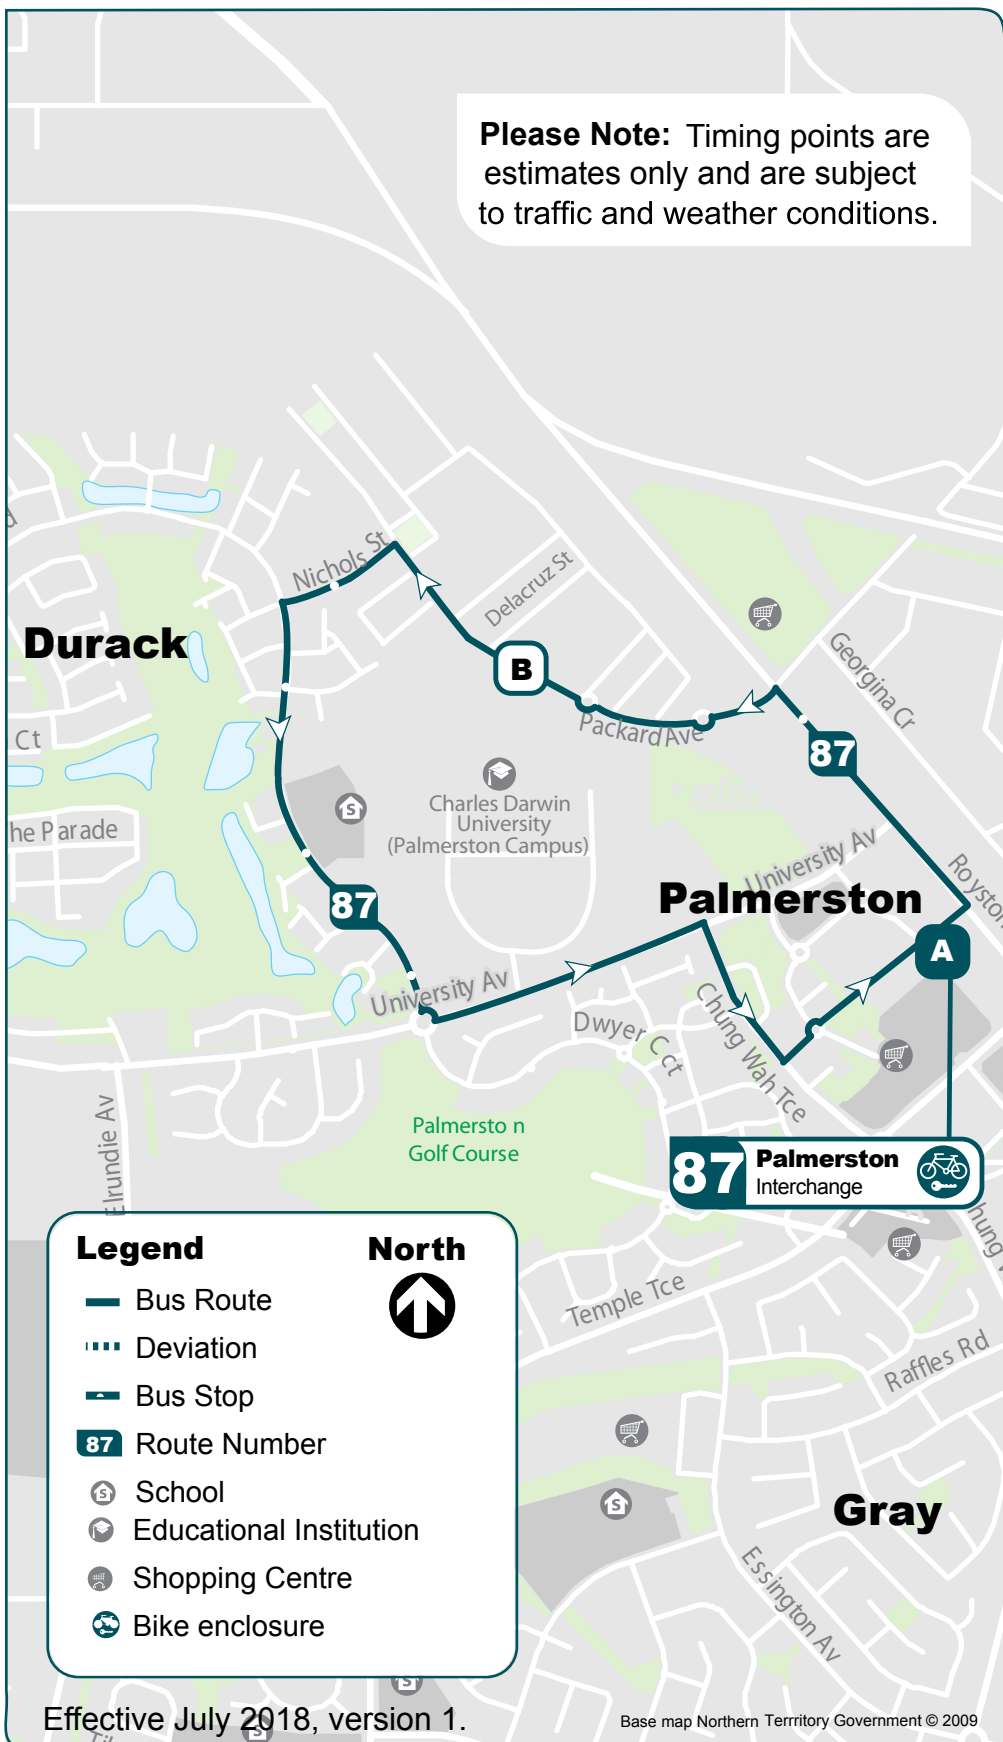 Please Note: Timing points are
estimates only and are subject
to traffic and weather conditions.
Nichols St
Delacruz St
Durack
B
Georgina Cr
Packard Ave
Ct
87
Charles Darwin
University
(Palmerston Campus)
he Parade
University Av
Royston
Palmerston
87
A
University Av
Chung Wah Tce
Dwyer C ct
Elrundie Av
Palmersto n
Golf Course
87
Palmerston
Interchange
hung W
Legend
North
Bus Route
Deviation
Bus Stop
87 Route Number
S School
Educational Institution
Shopping Centre
Bike enclosure
Temple Tce
Raffles Rd
S
S
Gray
Essington Av
S
S
Effective July 2018, version 1.
Base map Northern Terrritory Government © 2009